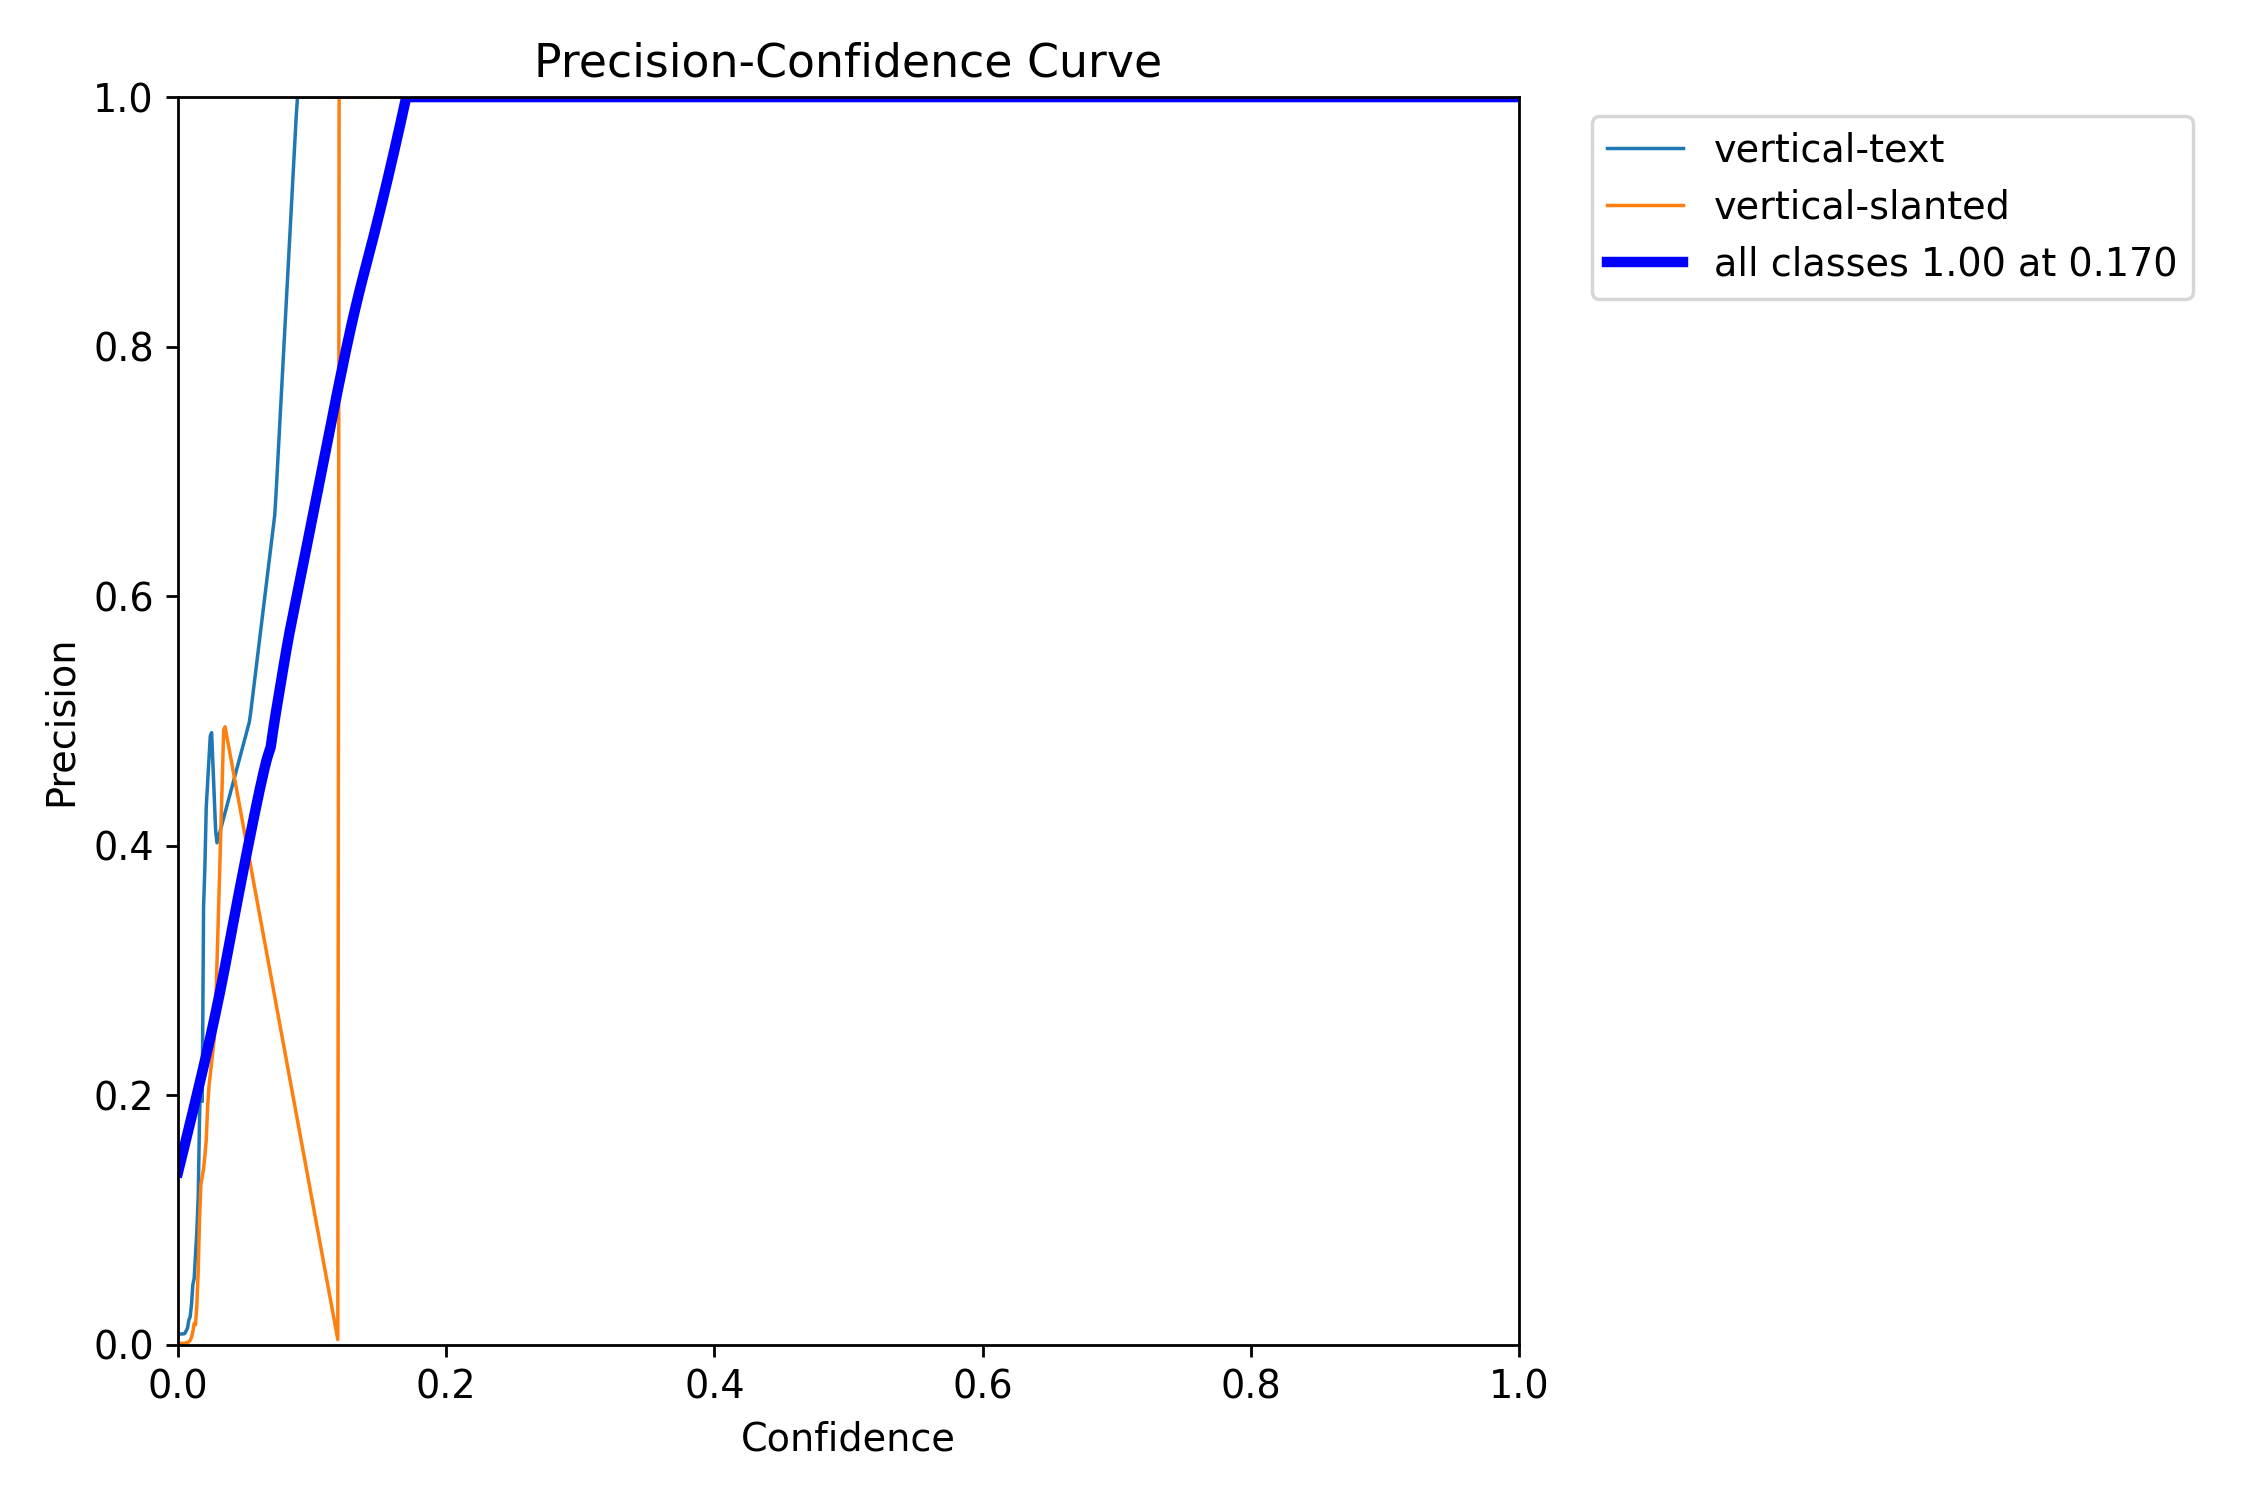 Precision-Confidence Curve
1.0
0.8
0.6
0.4
0.2
0.0
Precision
0.0 0.2 0.4 0.6 0.8 1.0
Confidence
vertical-text
vertical-slanted
all classes 1.00 at 0.170